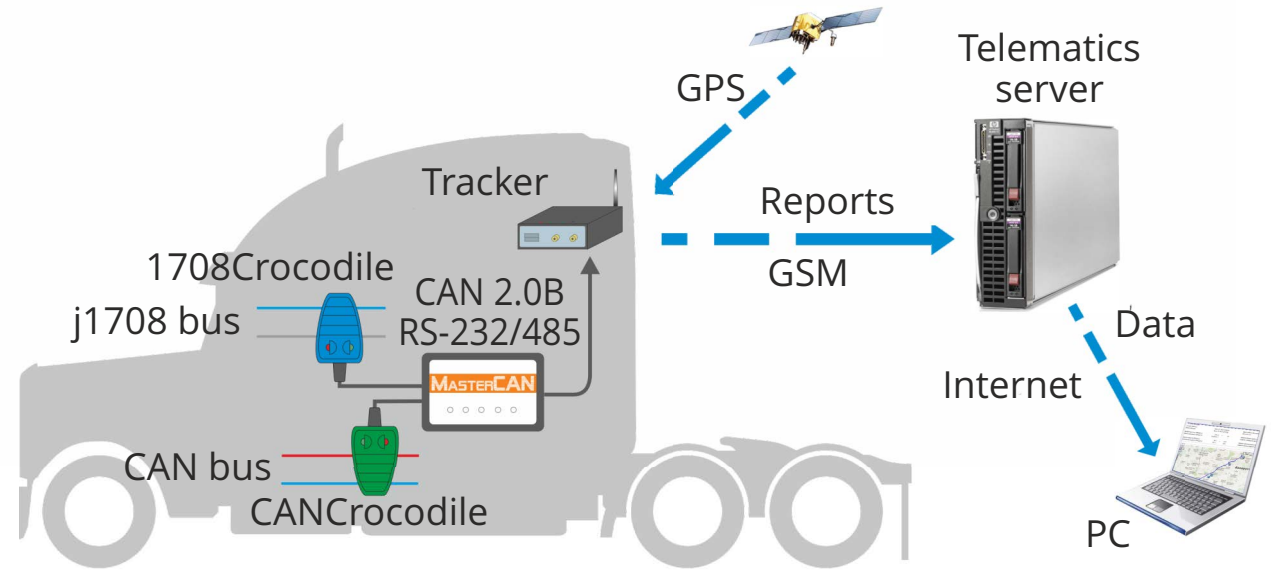 Telematics
server
GPS
Tracker
Reports
GSM
1708Crocodile
j1708 bus
CAN 2.0B
RS-232/485
MASTERCAN
Data
Internet
CAN bus
CANCrocodile
PC